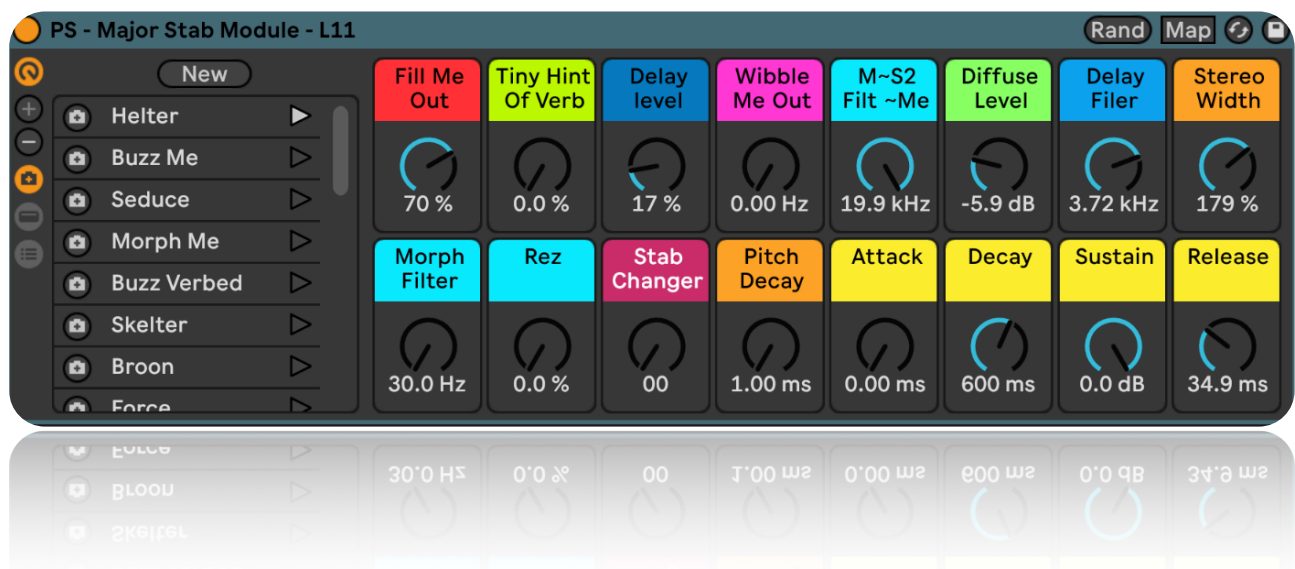 PS - Major Stab Module - L11
Rand
Map
New
Helter
Buzz Me
Seduce
Morph Me
Buzz Verbed
Skelter
Broon
Force
Fill Me
Out
70 %
Tiny Hint
Of Verb
0.0 %
Delay
level
17 %
Wibble
Me Out
0.00 Hz
M~S2
Filt ~Me
19.9 kHz
Diffuse
Level
-5.9 dB
Delay
Filer
3.72 kHz
Stereo
Width
179 %
Morph
Filter
30.0 Hz
Rez
0.0 %
Stab
Changer
00
Pitch
Decay
1.00 ms
Attack
0.00 ms
Decay
600 ms
Sustain
0.0 dB
Release
34.9 ms